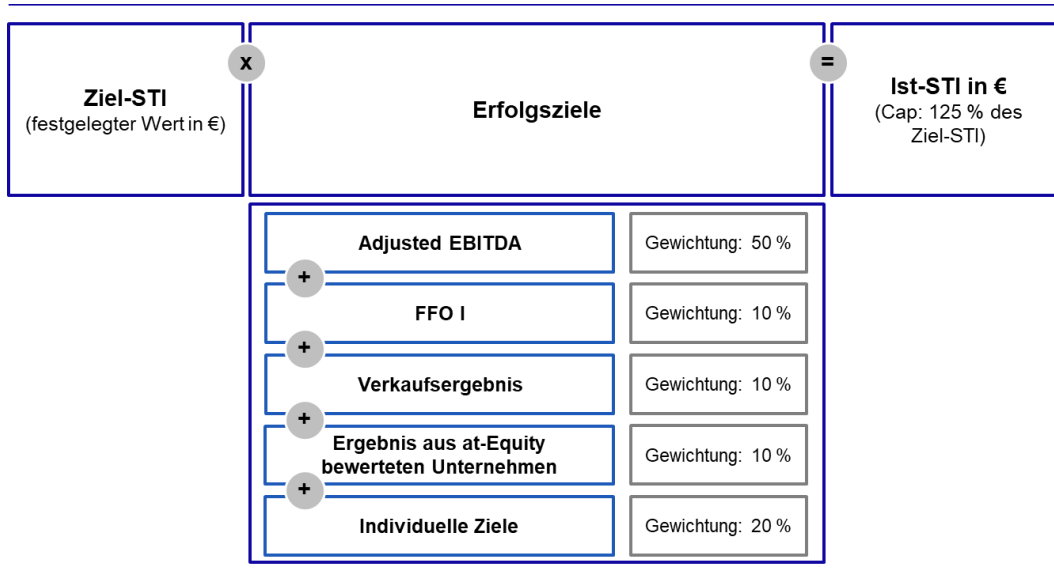 Ziel-STI
(festgelegter Wert in €)
x
Erfolgsziele
=
Ist-STI in €
(Cap: 125 % des
Ziel-STI)
Adjusted EBITDA
Gewichtung: 50 %
+
FFO I
Gewichtung: 10 %
+
Verkaufsergebnis
Gewichtung: 10 %
+
Ergebnis aus at-Equity
bewerteten Unternehmen
Gewichtung: 10 %
+
Individuelle Ziele
Gewichtung: 20 %